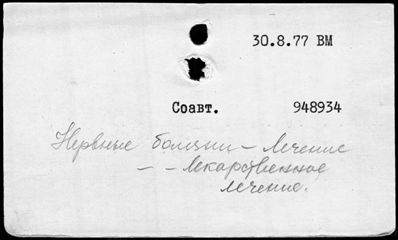 30.8.77 ВМ
Соавт. 948934
Нервные болезни – Лечение
– – Лекарственное
лечение.